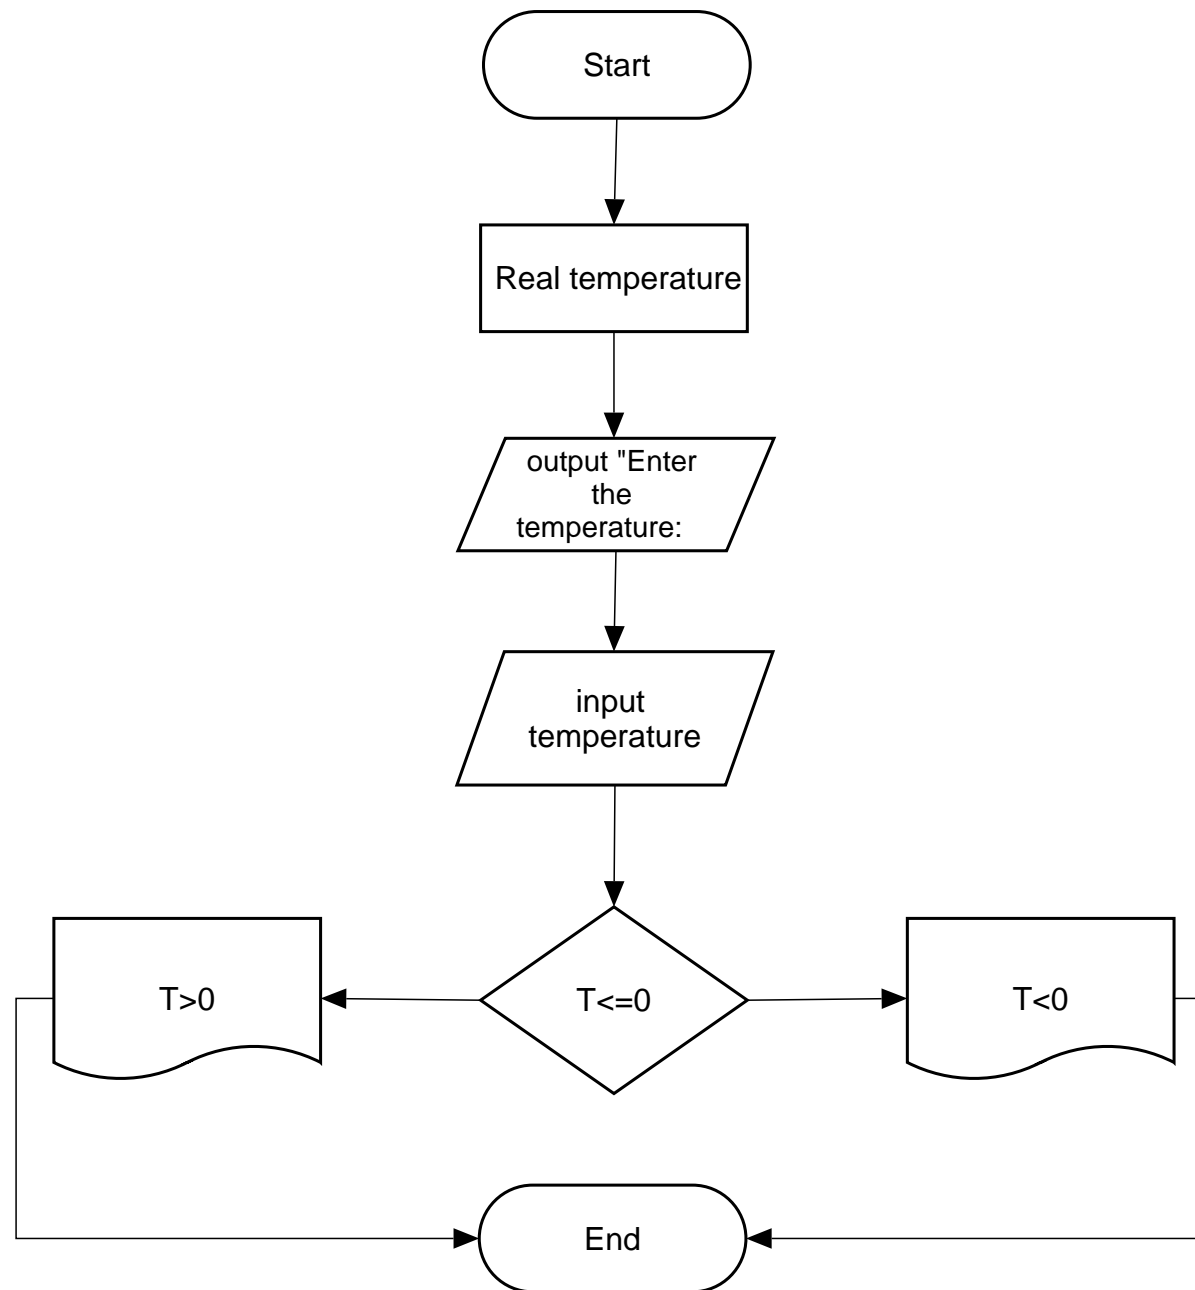 Start
Real temperature
output "Enter
the
temperature:
input
temperature
T>0
T<=0
T<0
End